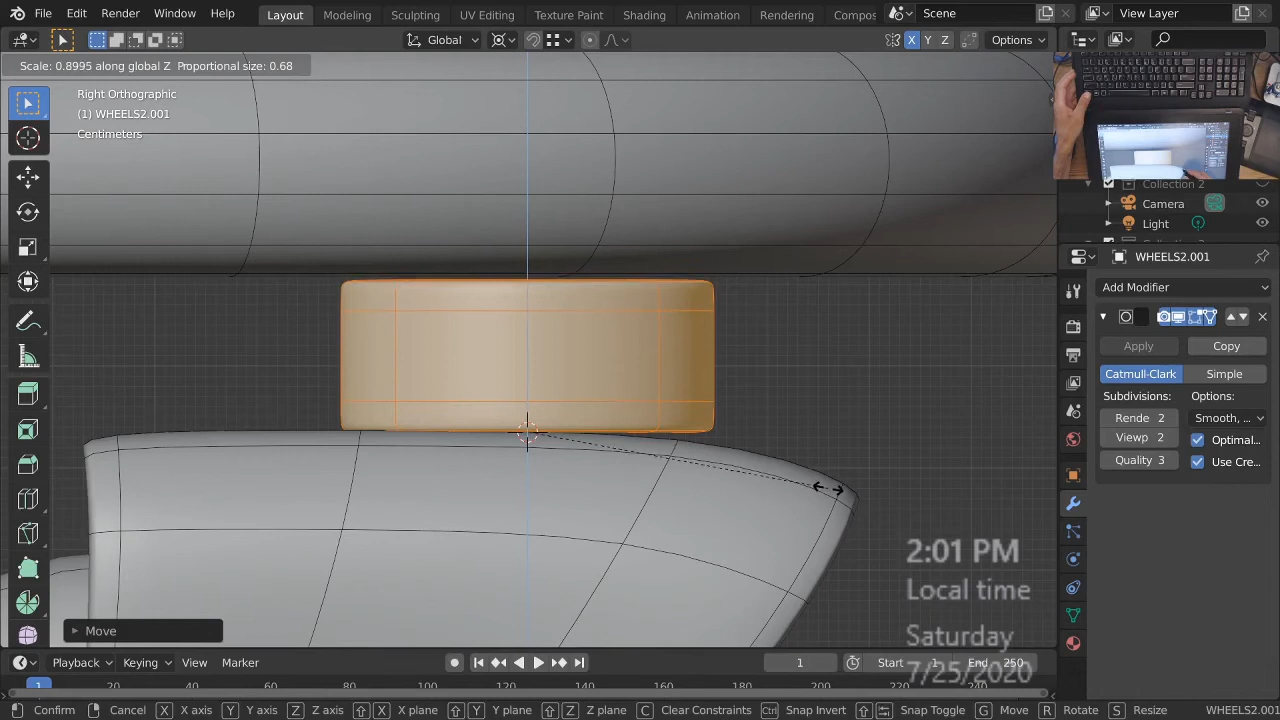 File Edit Render Window Help Layout Modeling Sculpting UV Editing Texture Paint Shading Animation Rendering Compos Scene View Layer
Global X Y Z Options
Scale: 0.8995 along global Z Proportional size: 0.68
Right Orthographic
(1) WHEELS2.001
Centimeters
Collection 2
Camera
Light
WHEELS2.001
Add Modifier
Apply Copy
Catmull-Clark Simple
Subdivisions: Options:
Rende 2 Smooth, ...
Viewp 2 Optimal...
Quality 3 Use Cre...
2:01 PM
Local time
Saturday
7/25/2020
Move
Playback Keying View Marker 1 Start 1 End 250
1 20 80 100 120 140 160 180 200 220 240
Confirm Cancel X X axis Y Y axis Z Z axis X X plane Y Y plane Z Z plane C Clear Constraints Ctrl Snap Invert Snap Toggle G Move R Rotate S Resize WHEELS2.001